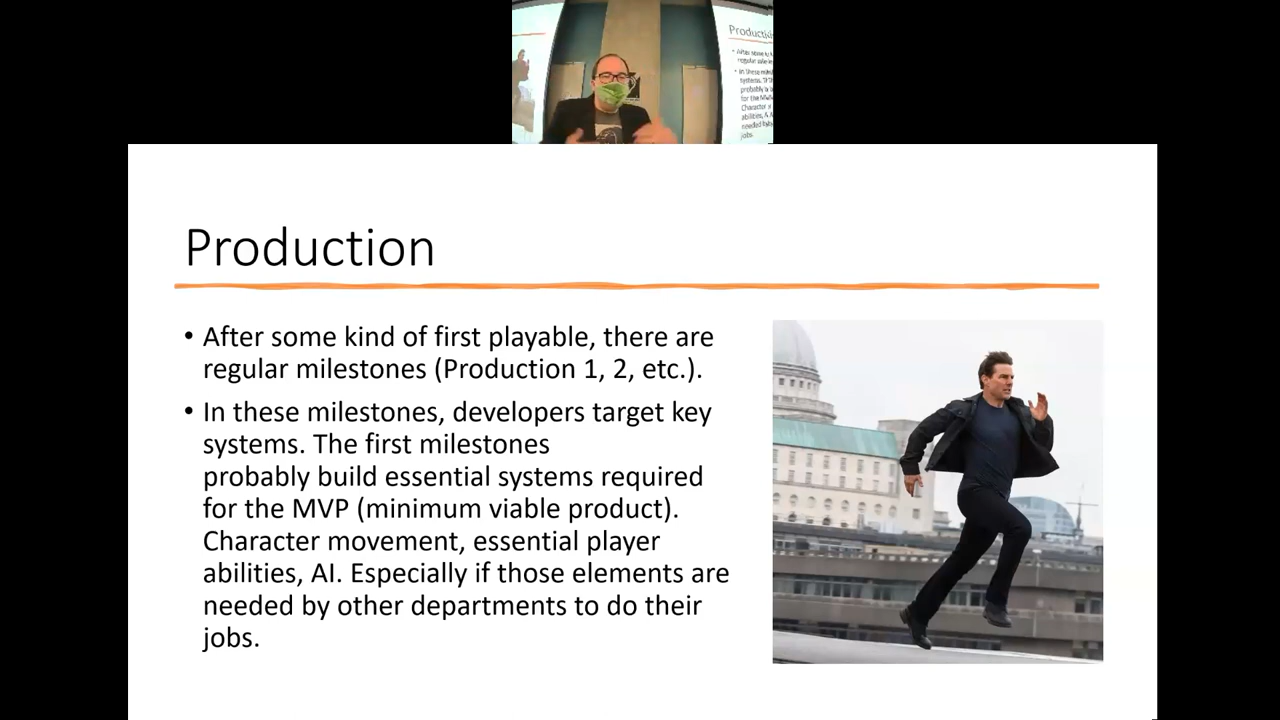 Production
After some kind of first playable, there are
regular milestones (Production 1, 2, etc.).
In these milestones, developers target key
systems. The first milestones
probably build essential systems required
for the MVP (minimum viable product).
Character movement, essential player
abilities, AI. Especially if those elements are
needed by other departments to do their
jobs.